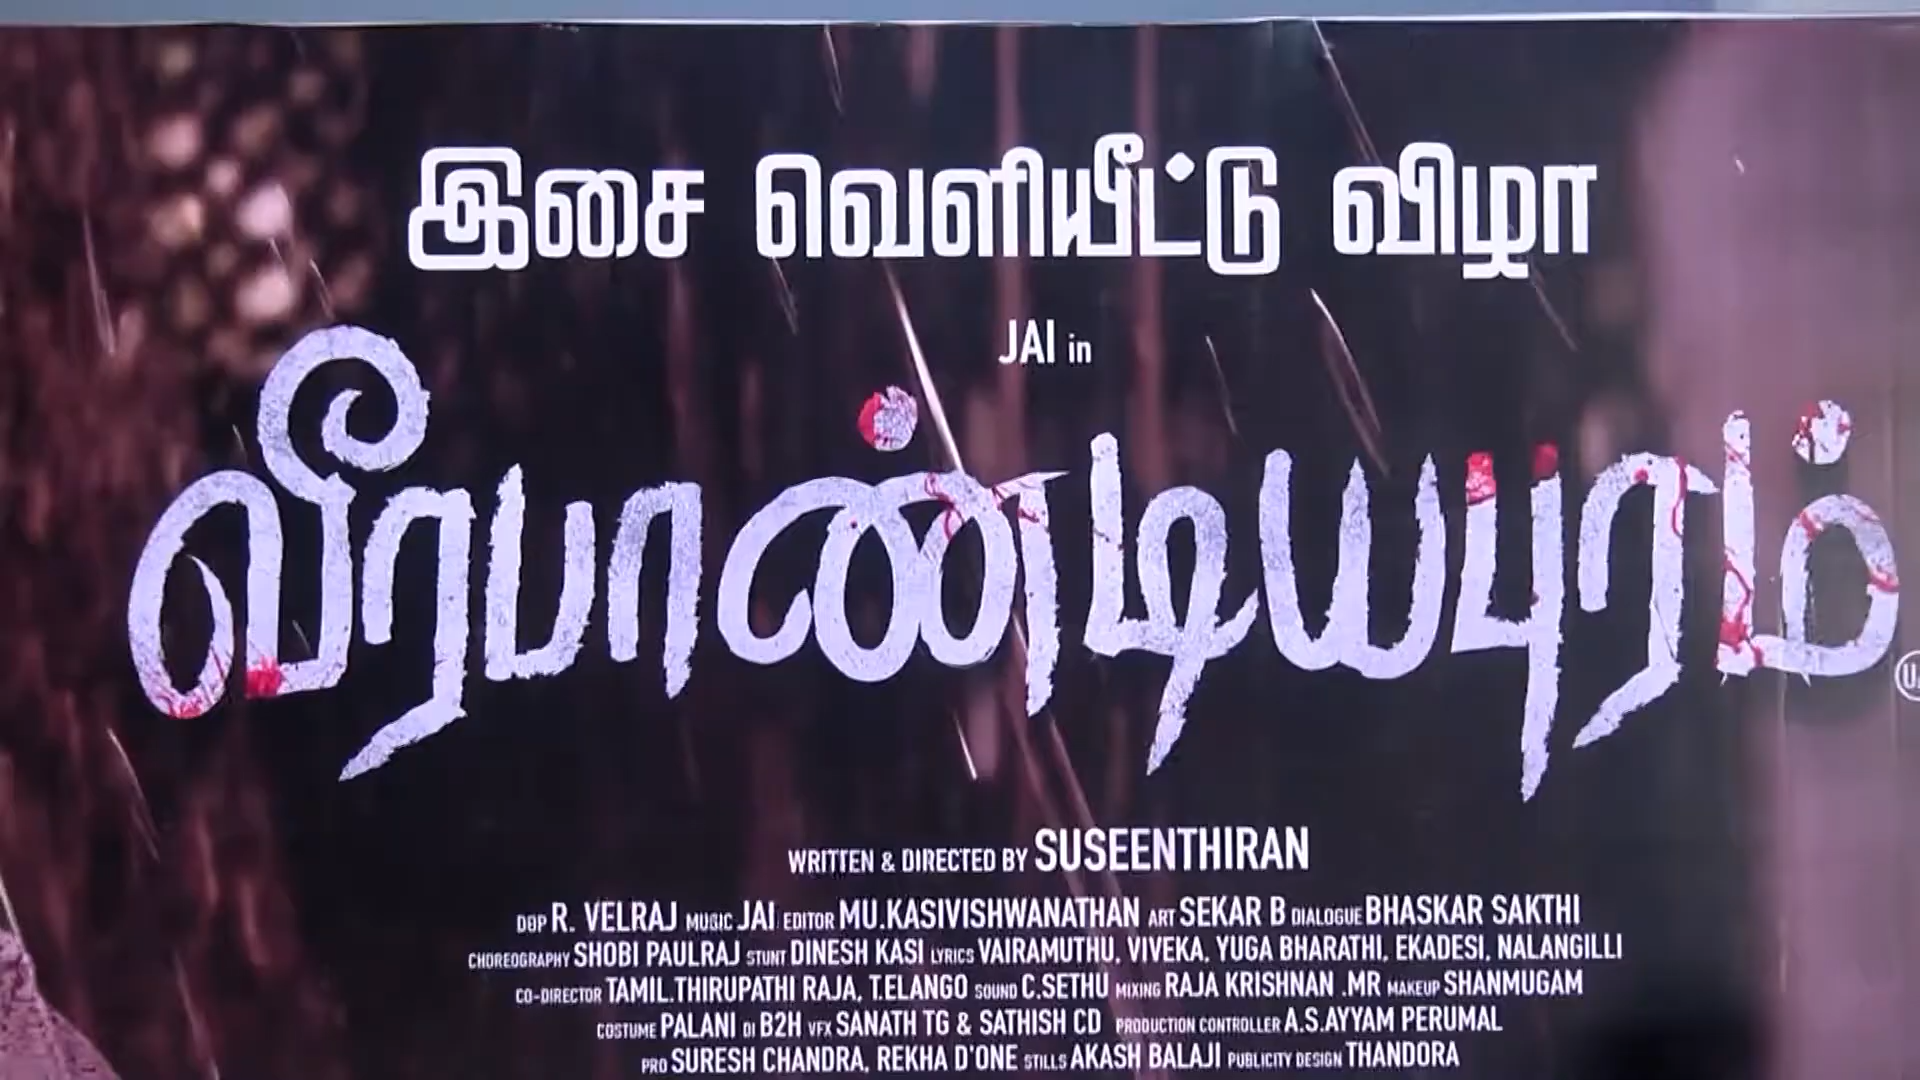 இசை வெளியீட்டு விழா
JAI in
வீரபாண்டியபுரம்
WRITTEN & DIRECTED BY SUSEENTHIRAN
DOP R. VELRAJ MUSIC JAI EDITOR MU.KASIVISHWANATHAN ART SEKAR B DIALOGUE BHASKAR SAKTHI
CHOREOGRAPHY SHOBI PAULRAJ STUNT DINESH KASI LYRICS VAIRAMUTHU, VIVEKA, YUGA BHARATHI, EKADESI, NALANGILLI
CO-DIRECTOR TAMIL.THIRUPATHI RAJA, T.ELANGO SOUND C.SETHU MIXING RAJA KRISHNAN .MR MAKEUP SHANMUGAM
COSTUME PALANI DI B2H VFX SANATH TG & SATHISH CD PRODUCTION CONTROLLER A.S.AYYAM PERUMAL
PRO SURESH CHANDRA, REKHA D'ONE STILLS AKASH BALAJI PUBLICITY DESIGN THANDORA